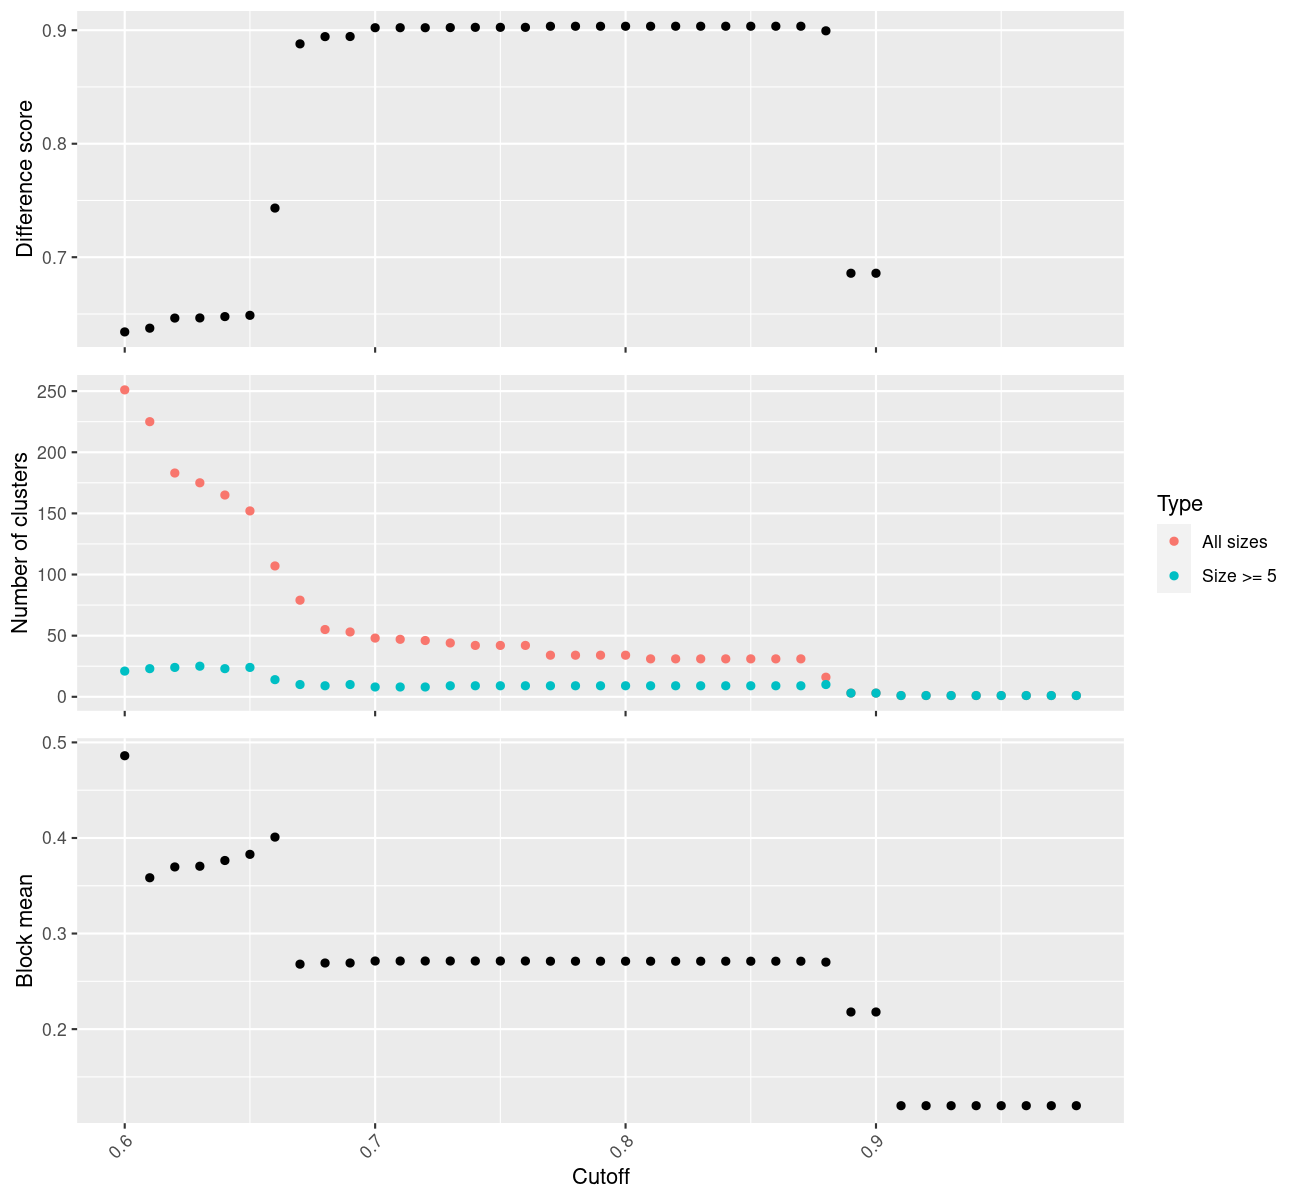 0.9
0.8
0.7
Difference score
250
200
150
100
50
0
Number of clusters
Type
All sizes
Size >= 5
0.5
0.4
0.3
0.2
Block mean
0.6 0.7 0.8 0.9
Cutoff